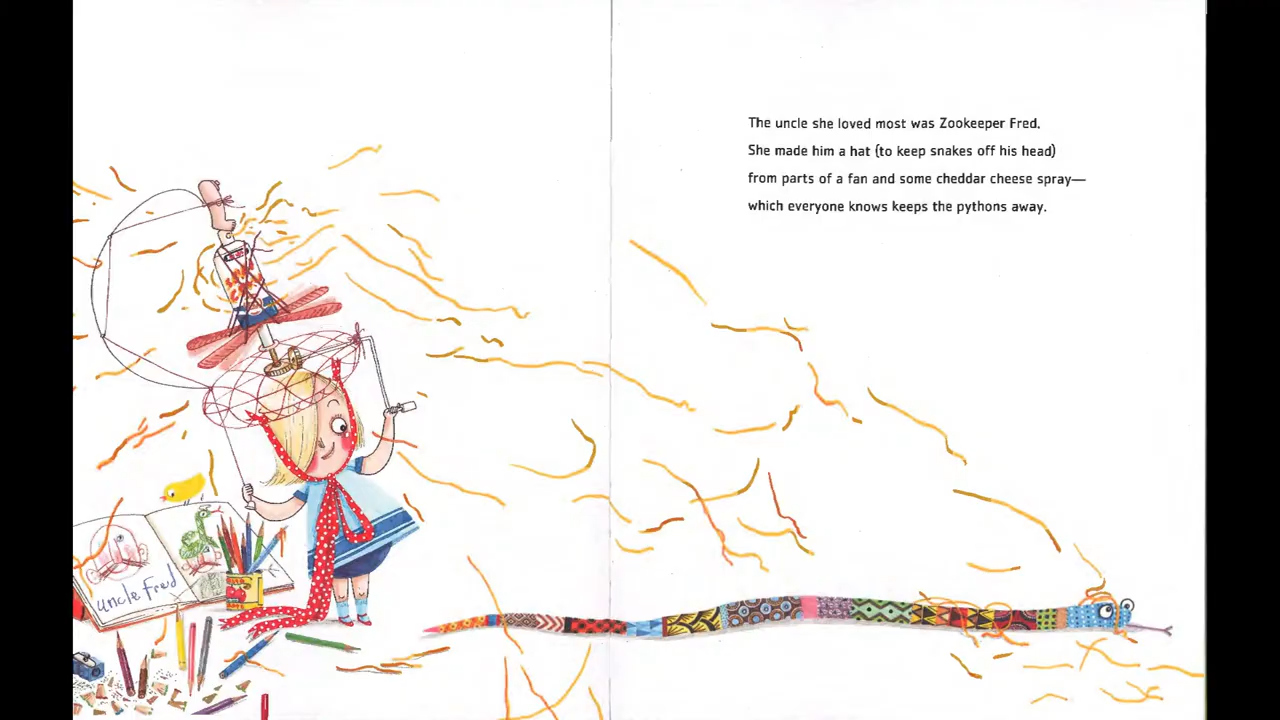 The uncle she loved most was Zookeeper Fred.
She made him a hat (to keep snakes off his head)
from parts of a fan and some cheddar cheese spray—
which everyone knows keeps the pythons away.
uncle Fred